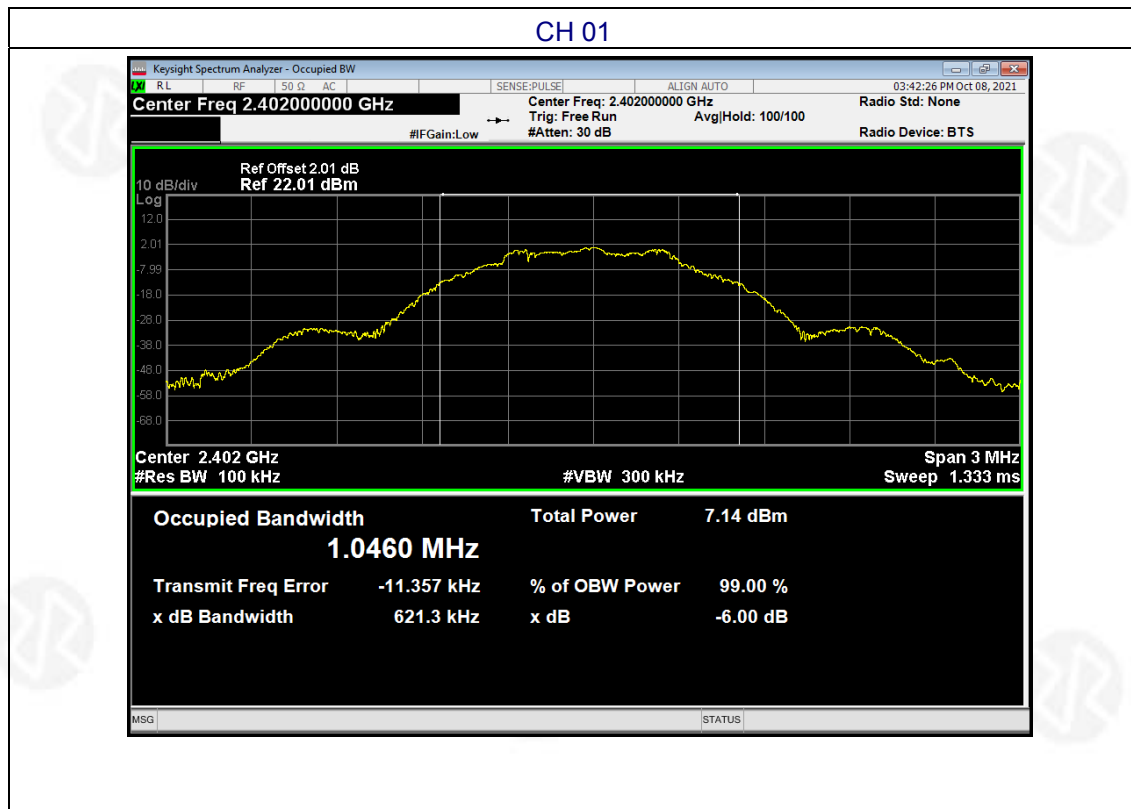 CH 01
Keysight Spectrum Analyzer - Occupied BW
LXI RL RF 50 Ω AC SENSE:PULSE ALIGN AUTO 03:42:26 PM Oct 08, 2021
Center Freq 2.402000000 GHz Center Freq: 2.402000000 GHz Radio Std: None
Trig: Free Run Avg|Hold: 100/100
#IFGain:Low #Atten: 30 dB Radio Device: BTS
Ref Offset 2.01 dB
10 dB/div Ref 22.01 dBm
Log
12.0
2.01
-7.99
-18.0
-28.0
-38.0
-48.0
-58.0
-68.0
Center 2.402 GHz Span 3 MHz
#Res BW 100 kHz #VBW 300 kHz Sweep 1.333 ms
Occupied Bandwidth Total Power 7.14 dBm
1.0460 MHz
Transmit Freq Error -11.357 kHz % of OBW Power 99.00 %
x dB Bandwidth 621.3 kHz x dB -6.00 dB
MSG STATUS